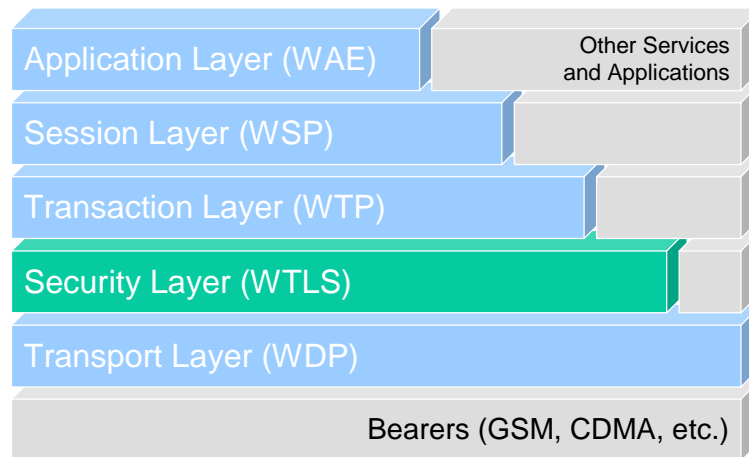 Application Layer (WAE)
Other Services
and Applications
Session Layer (WSP)
Transaction Layer (WTP)
Security Layer (WTLS)
Transport Layer (WDP)
Bearers (GSM, CDMA, etc.)